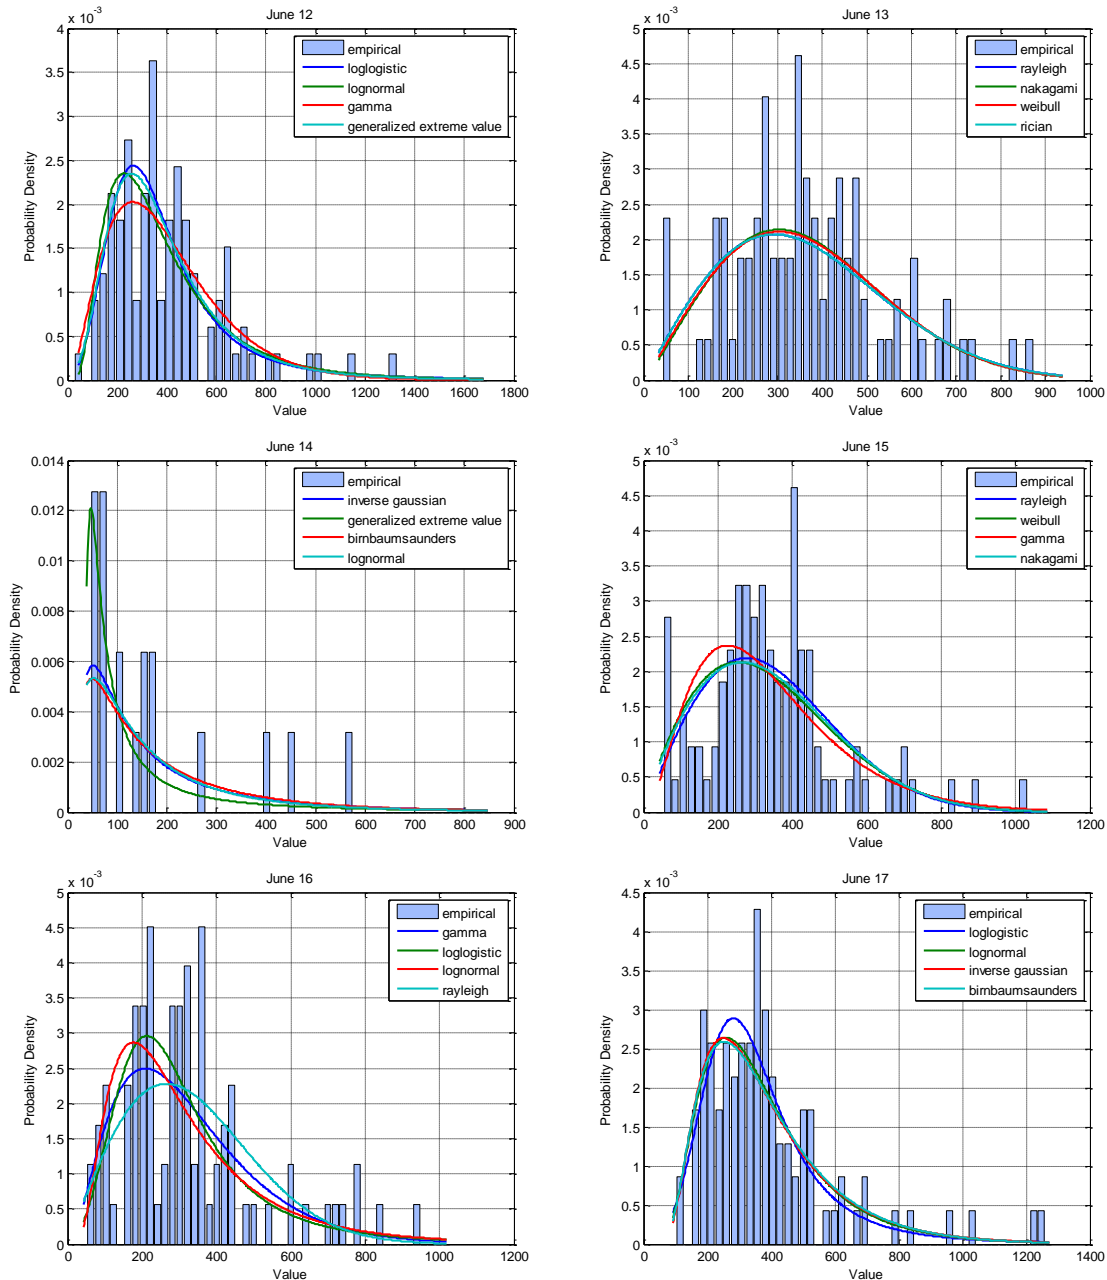 June 12
x 10^-3
4
3.5
3
2.5
2
1.5
1
0.5
0
Probability Density
empirical
loglogistic
lognormal
gamma
generalized extreme value
0 200 400 600 800 1000 1200 1400 1600 1800
Value
June 13
x 10^-3
5
4.5
4
3.5
3
2.5
2
1.5
1
0.5
0
Probability Density
empirical
rayleigh
nakagami
weibull
rician
0 100 200 300 400 500 600 700 800 900 1000
Value
June 14
0.014
0.012
0.01
0.008
0.006
0.004
0.002
0
Probability Density
empirical
inverse gaussian
generalized extreme value
birnbaumsaunders
lognormal
0 100 200 300 400 500 600 700 800 900
Value
June 15
x 10^-3
5
4.5
4
3.5
3
2.5
2
1.5
1
0.5
0
Probability Density
empirical
rayleigh
weibull
gamma
nakagami
0 200 400 600 800 1000 1200
Value
June 16
x 10^-3
5
4.5
4
3.5
3
2.5
2
1.5
1
0.5
0
Probability Density
empirical
gamma
loglogistic
lognormal
rayleigh
0 200 400 600 800 1000 1200
Value
June 17
x 10^-3
4.5
4
3.5
3
2.5
2
1.5
1
0.5
0
Probability Density
empirical
loglogistic
lognormal
inverse gaussian
birnbaumsaunders
0 200 400 600 800 1000 1200 1400
Value